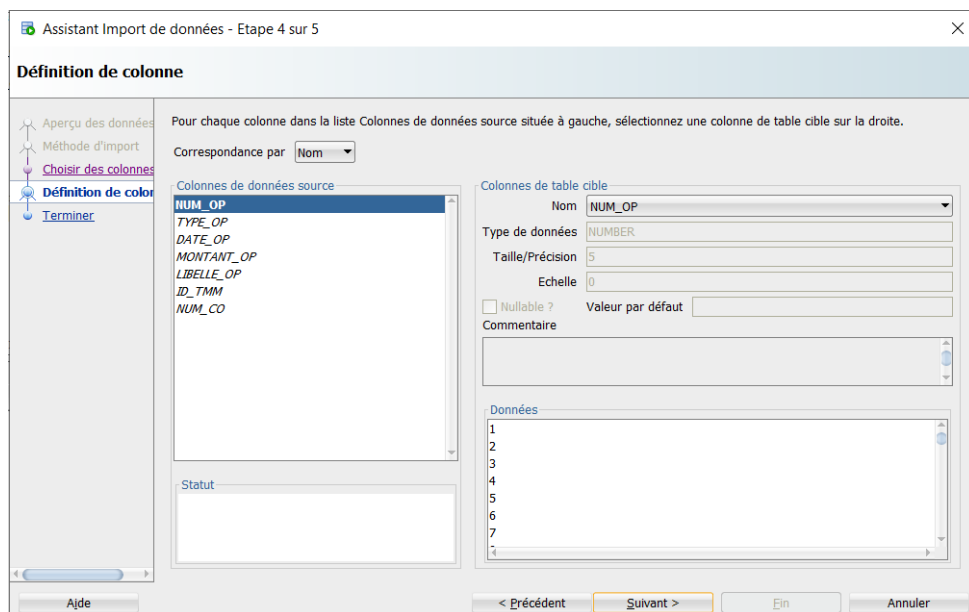 Assistant Import de données - Etape 4 sur 5
Définition de colonne
Aperçu des données
Méthode d'import
Choisir des colonnes
Définition de color
Terminer
Pour chaque colonne dans la liste Colonnes de données source située à gauche, sélectionnez une colonne de table cible sur la droite.
Correspondance par Nom
Colonnes de données source
NUM_OP
TYPE_OP
DATE_OP
MONTANT_OP
LIBELLE_OP
ID_TMM
NUM_CO
Statut
Colonnes de table cible
Nom NUM_OP
Type de données NUMBER
Taille/Précision 5
Echelle 0
Nullable ? Valeur par défaut
Commentaire
Données
1
2
3
4
5
6
7
Aide < Précédent Suivant > Fin Annuler